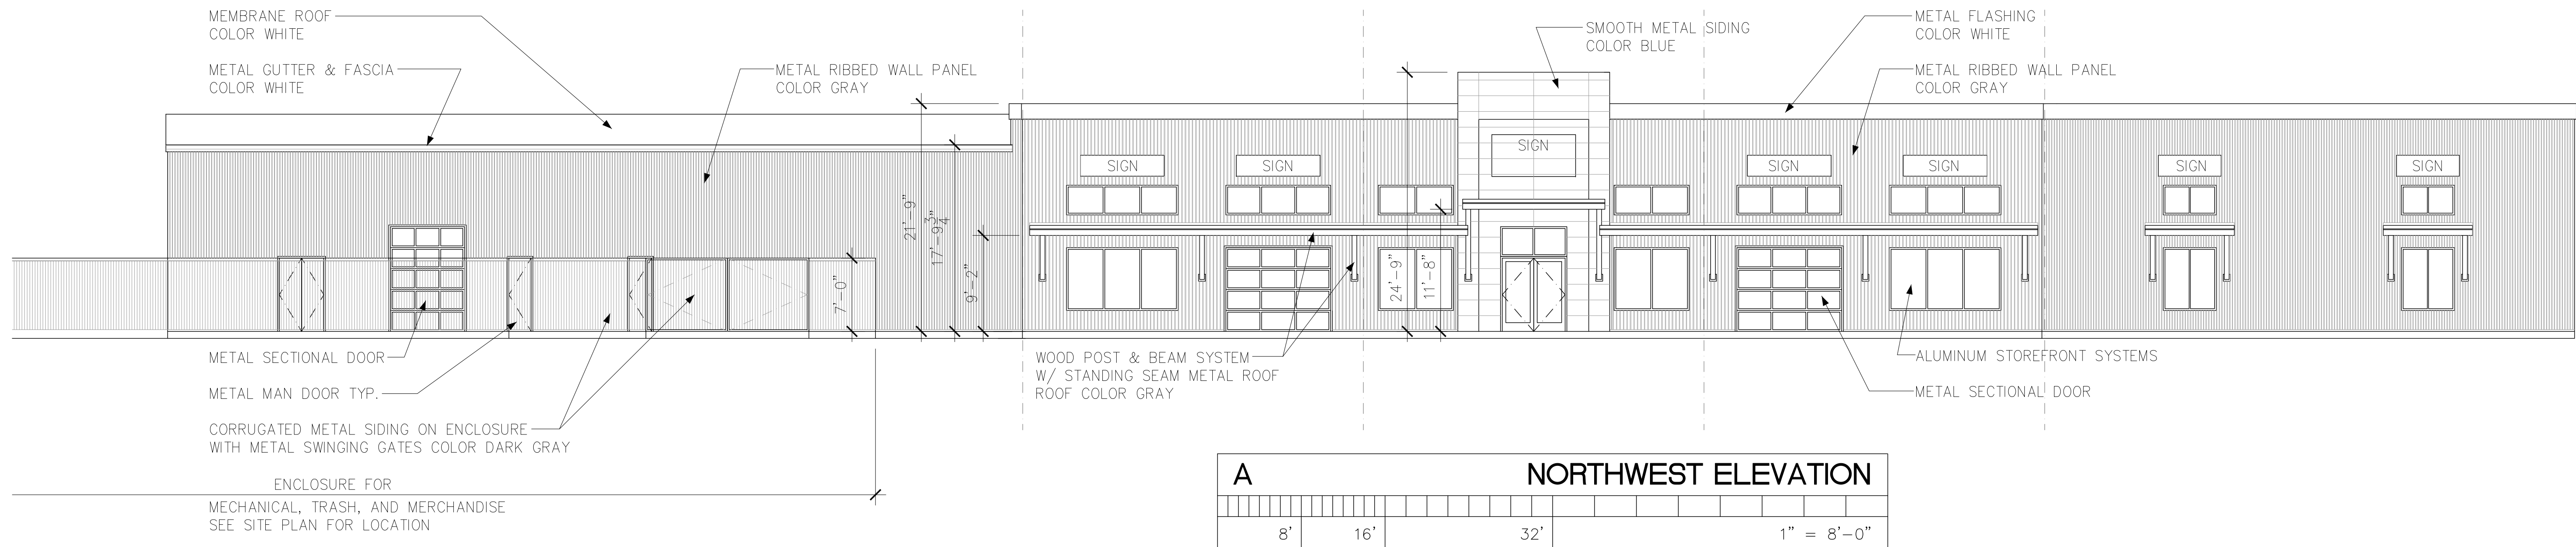 MEMBRANE ROOF
COLOR WHITE
METAL GUTTER & FASCIA
COLOR WHITE
METAL RIBBED WALL PANEL
COLOR GRAY
SMOOTH METAL SIDING
COLOR BLUE
METAL FLASHING
COLOR WHITE
METAL RIBBED WALL PANEL
COLOR GRAY
SIGN
SIGN
SIGN
SIGN
SIGN
SIGN
SIGN
21'-9"
17'-9 3/4"
9'-2"
7'-0"
24'-9"
11'-8"
METAL SECTIONAL DOOR
METAL MAN DOOR TYP.
CORRUGATED METAL SIDING ON ENCLOSURE
WITH METAL SWINGING GATES COLOR DARK GRAY
ENCLOSURE FOR
MECHANICAL, TRASH, AND MERCHANDISE
SEE SITE PLAN FOR LOCATION
WOOD POST & BEAM SYSTEM
W/ STANDING SEAM METAL ROOF
ROOF COLOR GRAY
ALUMINUM STOREFRONT SYSTEMS
METAL SECTIONAL DOOR
A NORTHWEST ELEVATION
8' 16' 32' 1" = 8'-0"